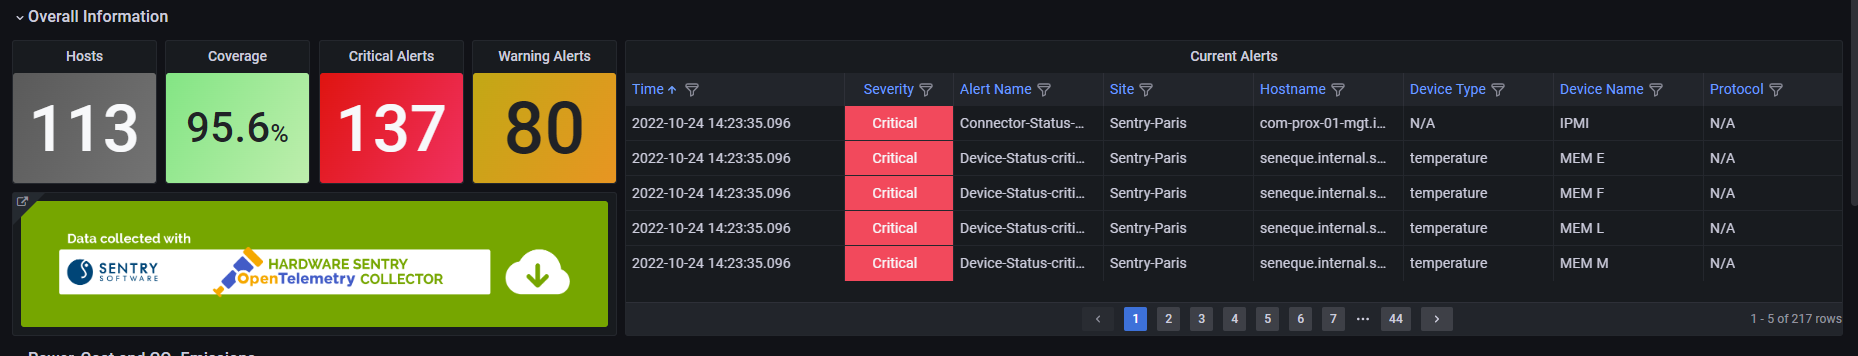 Overall Information
Hosts
113
Coverage
95.6%
Critical Alerts
137
Warning Alerts
80
Data collected with
SENTRY SOFTWARE
HARDWARE SENTRY
OpenTelemetry COLLECTOR
Current Alerts
Time Severity Alert Name Site Hostname Device Type Device Name Protocol
2022-10-24 14:23:35.096 Critical Connector-Status-... Sentry-Paris com-prox-01-mgt.i... N/A IPMI N/A
2022-10-24 14:23:35.096 Critical Device-Status-criti... Sentry-Paris seneque.internal.s... temperature MEM E N/A
2022-10-24 14:23:35.096 Critical Device-Status-criti... Sentry-Paris seneque.internal.s... temperature MEM F N/A
2022-10-24 14:23:35.096 Critical Device-Status-criti... Sentry-Paris seneque.internal.s... temperature MEM L N/A
2022-10-24 14:23:35.096 Critical Device-Status-criti... Sentry-Paris seneque.internal.s... temperature MEM M N/A
1 2 3 4 5 6 7 ... 44
1 - 5 of 217 rows
Power, Cost and CO₂ Emissions